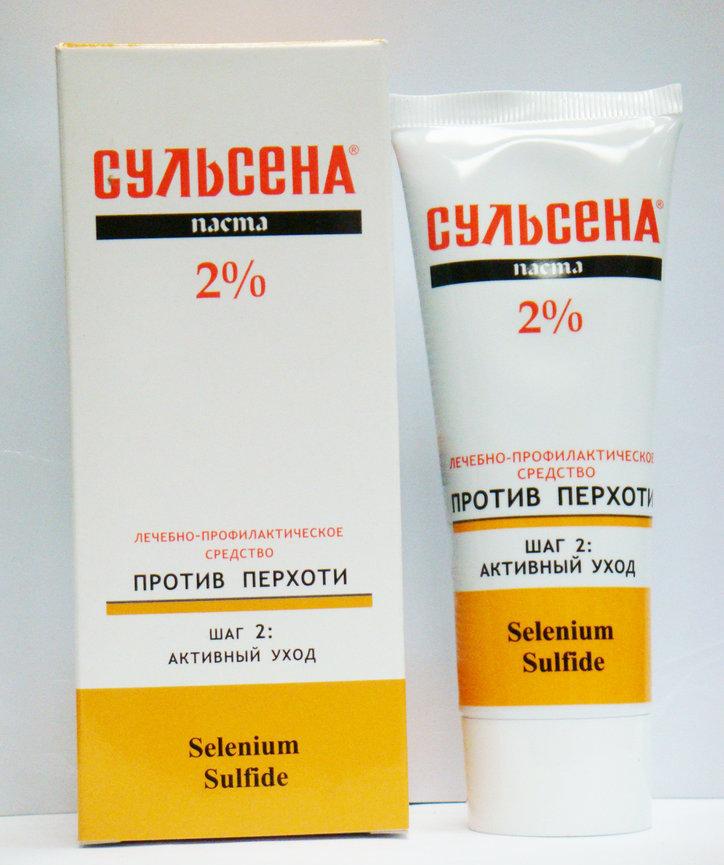 СУЛЬСЕНА®
паста
2%
ЛЕЧЕБНО-ПРОФИЛАКТИЧЕСКОЕ
СРЕДСТВО
ПРОТИВ ПЕРХОТИ
ШАГ 2:
АКТИВНЫЙ УХОД
Selenium
Sulfide
СУЛЬСЕНА®
паста
2%
ЛЕЧЕБНО-ПРОФИЛАКТИЧЕСКОЕ
СРЕДСТВО
ПРОТИВ ПЕРХОТИ
ШАГ 2:
АКТИВНЫЙ УХОД
Selenium
Sulfide